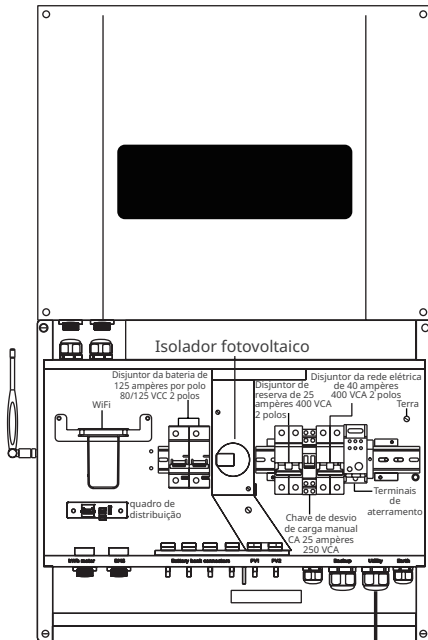 Isolador fotovoltaico
Disjuntor da bateria de
125 ampères por polo
80/125 VCC 2 polos
WiFi
Disjuntor de
reserva de 25
ampères 400 VCA
2 polos
Disjuntor da rede elétrica
de 40 ampères
400 VCA 2 polos
Terra
quadro de
distribuição
Terminais
de
aterramento
Chave de desvio
de carga manual
CA 25 ampères
250 VCA
BMS
Battery bank connectors
PV1
PV2
Backup
Utility
Earth